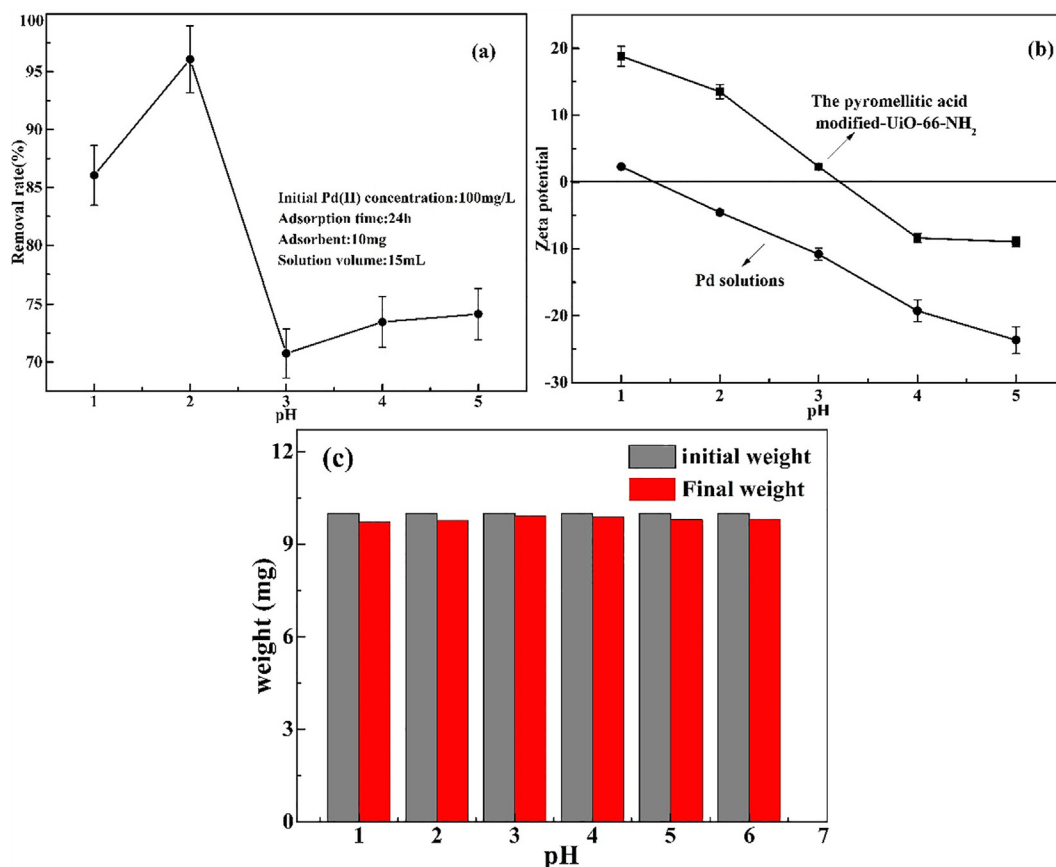 (a)
100
95
90
85
80
75
70
Removal rate(%)
Initial Pd(II) concentration:100mg/L
Adsorption time:24h
Adsorbent:10mg
Solution volume:15mL
1 2 3 4 5
pH
(b)
20
10
0
-10
-20
-30
Zeta potential
The pyromellitic acid
modified-UiO-66-NH₂
Pd solutions
1 2 3 4 5
pH
(c)
initial weight
Final weight
12
9
6
3
0
weight (mg)
1 2 3 4 5 6 7
pH